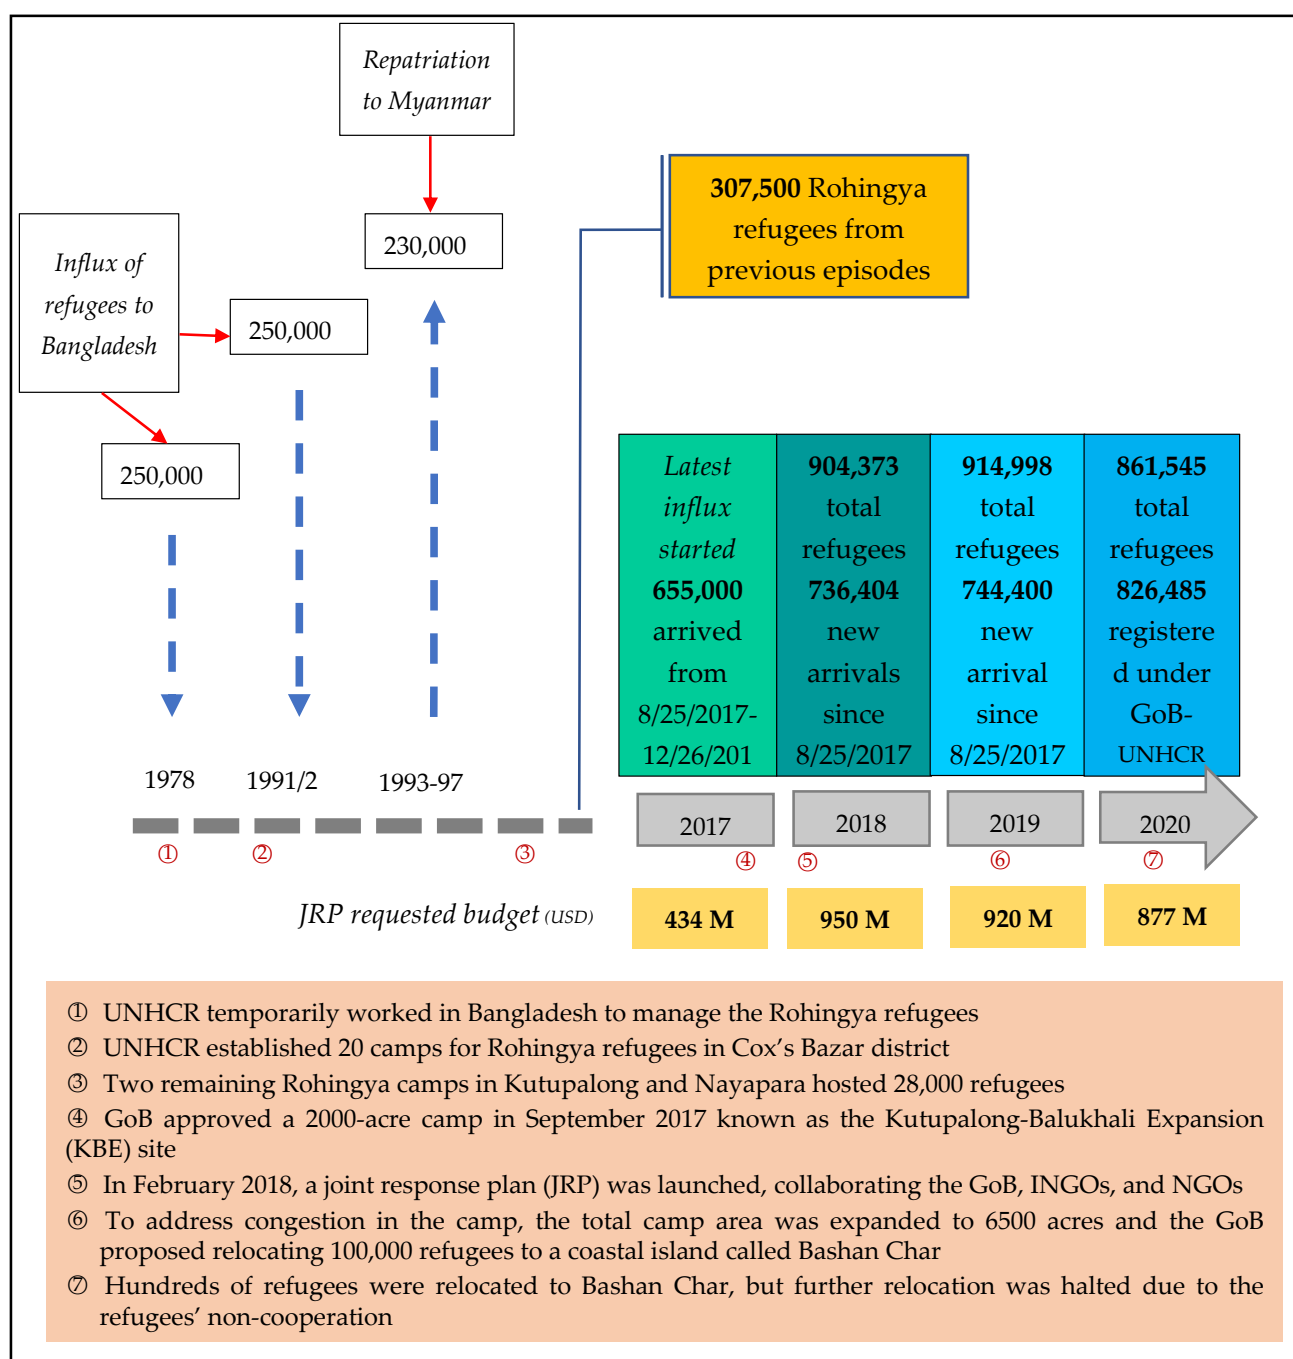 Repatriation
to Myanmar
307,500 Rohingya
refugees from
previous episodes
230,000
Influx of
refugees to
Bangladesh
250,000
250,000
Latest
influx
started
655,000
arrived
from
8/25/2017-
12/26/201
904,373
total
refugees
736,404
new
arrivals
since
8/25/2017
914,998
total
refugees
744,400
new
arrival
since
8/25/2017
861,545
total
refugees
826,485
registere
d under
GoB-
UNHCR
1978
1991/2
1993-97
2017
2018
2019
2020
①
②
③
④
⑤
⑥
⑦
JRP requested budget (USD)
434 M
950 M
920 M
877 M
① UNHCR temporarily worked in Bangladesh to manage the Rohingya refugees
② UNHCR established 20 camps for Rohingya refugees in Cox’s Bazar district
③ Two remaining Rohingya camps in Kutupalong and Nayapara hosted 28,000 refugees
④ GoB approved a 2000-acre camp in September 2017 known as the Kutupalong-Balukhali Expansion
(KBE) site
⑤ In February 2018, a joint response plan (JRP) was launched, collaborating the GoB, INGOs, and NGOs
⑥ To address congestion in the camp, the total camp area was expanded to 6500 acres and the GoB
proposed relocating 100,000 refugees to a coastal island called Bashan Char
⑦ Hundreds of refugees were relocated to Bashan Char, but further relocation was halted due to the
refugees’ non-cooperation